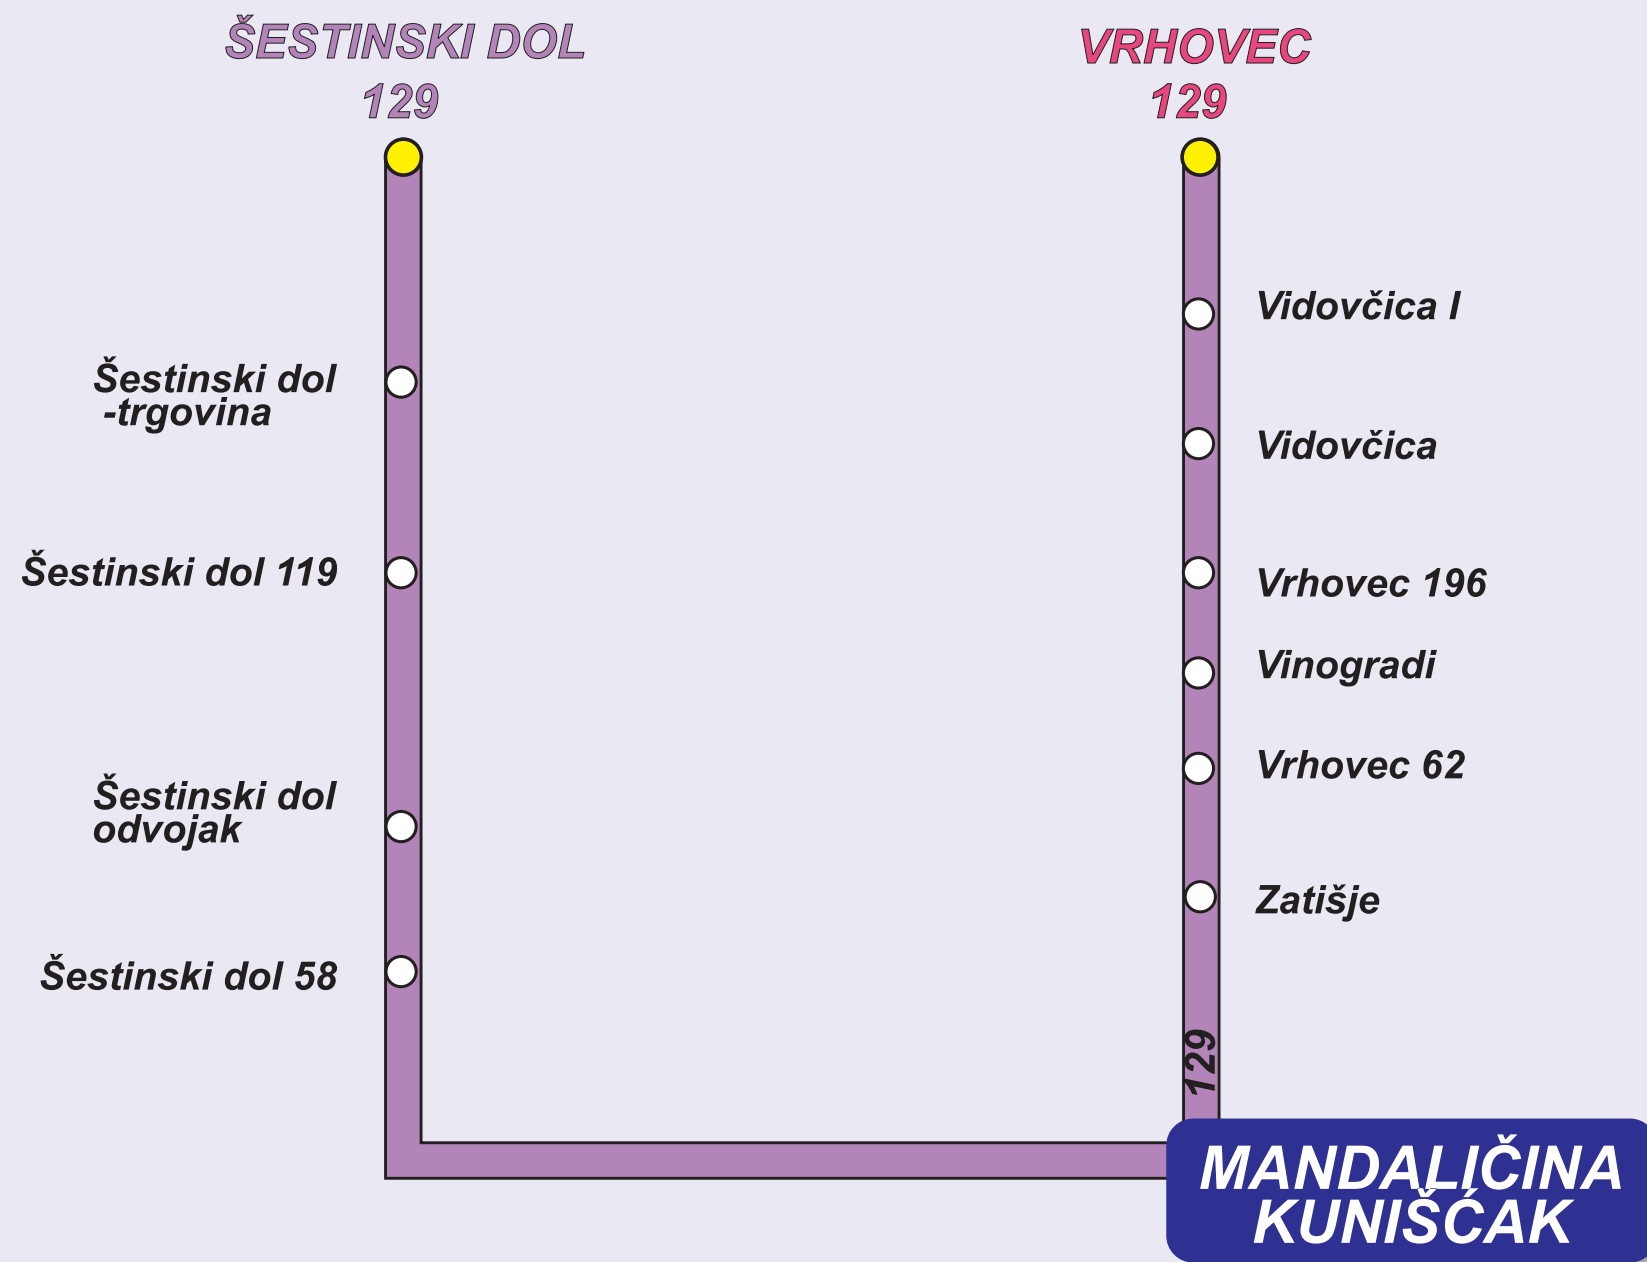 ŠESTINSKI DOL
129
VRHOVEC
129
Vidovčica I
Šestinski dol
-trgovina
Vidovčica
Šestinski dol 119
Vrhovec 196
Vinogradi
Vrhovec 62
Šestinski dol
odvojak
Zatišje
Šestinski dol 58
129
MANDALIČINA
KUNIŠĆAK